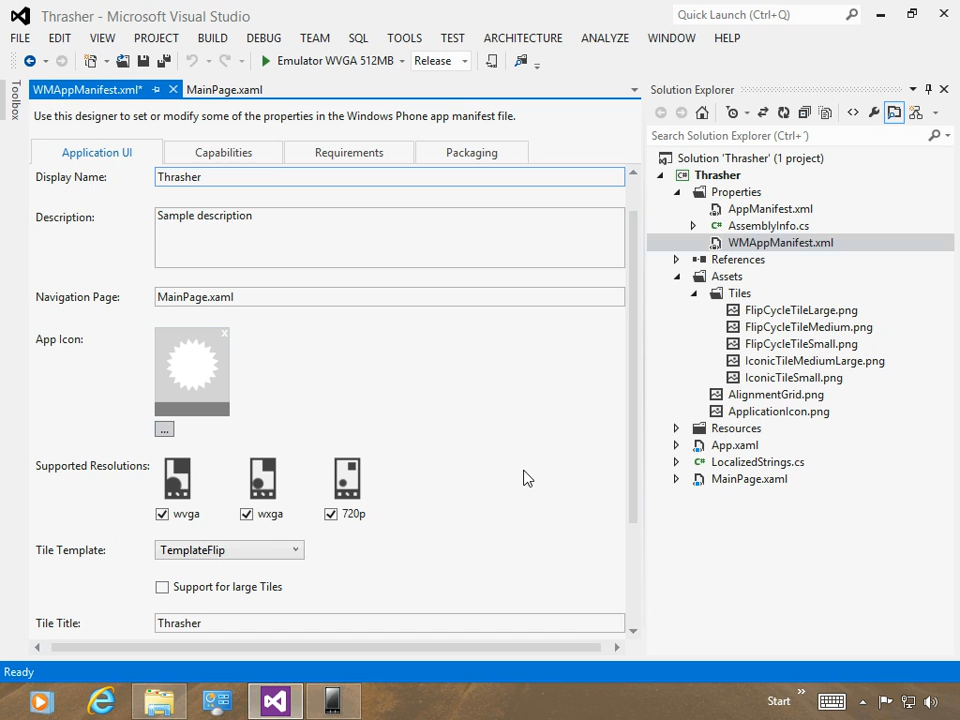 Thrasher - Microsoft Visual Studio
Quick Launch (Ctrl+Q)
FILE EDIT VIEW PROJECT BUILD DEBUG TEAM SQL TOOLS TEST ARCHITECTURE ANALYZE WINDOW HELP
Emulator WVGA 512MB Release
Toolbox
WMAppManifest.xml* MainPage.xaml
Use this designer to set or modify some of the properties in the Windows Phone app manifest file.
Application UI Capabilities Requirements Packaging
Display Name: Thrasher
Description: Sample description
Navigation Page: MainPage.xaml
App Icon:
x
...
Supported Resolutions:
wvga wxga 720p
Tile Template: TemplateFlip
Support for large Tiles
Tile Title: Thrasher
Solution Explorer
Search Solution Explorer (Ctrl+¨)
Solution 'Thrasher' (1 project)
C# Thrasher
Properties
AppManifest.xml
C# AssemblyInfo.cs
WMAppManifest.xml
References
Assets
Tiles
FlipCycleTileLarge.png
FlipCycleTileMedium.png
FlipCycleTileSmall.png
IconicTileMediumLarge.png
IconicTileSmall.png
AlignmentGrid.png
ApplicationIcon.png
Resources
App.xaml
C# LocalizedStrings.cs
MainPage.xaml
Ready
Start